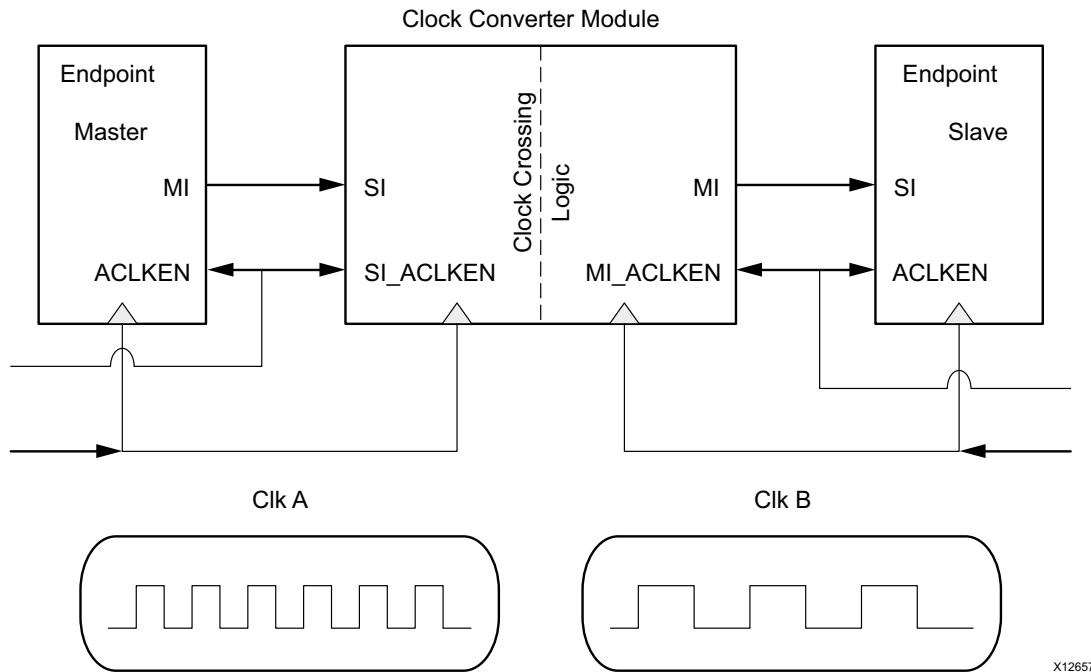 Clock Converter Module
Endpoint
Master
MI
ACLKEN
SI
SI_ACLKEN
Clock Crossing
Logic
MI
MI_ACLKEN
Endpoint
Slave
SI
ACLKEN
Clk A
Clk B
X12657